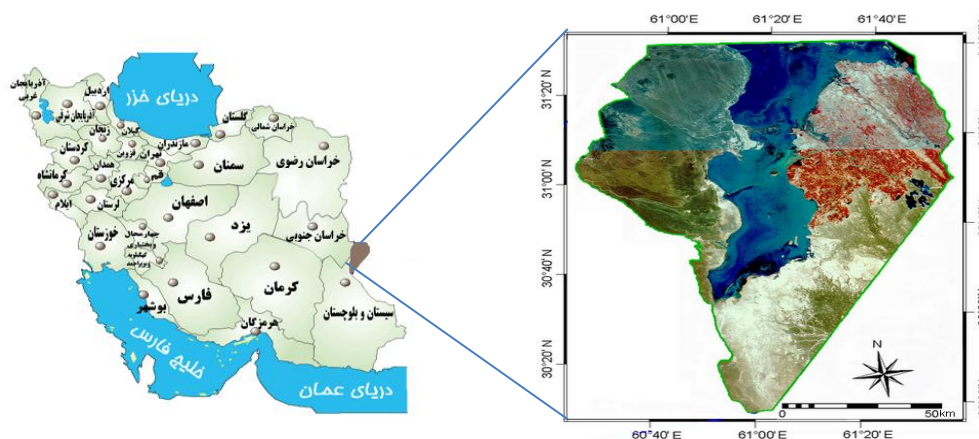 دریای خزر
آذربایجان
غربی
اردبیل
آذربایجان شرقی
گیلان
زنجان
گلستان
خراسان شمالی
مازندران
تهران
قزوین
کردستان
سمنان
خراسان رضوی
همدان
قم
مرکزی
کرمانشاه
لرستان
ایلام
اصفهان
یزد
خراسان جنوبی
چهارمحال
و بختیاری
کهگیلویه
و بویراحمد
خوزستان
کرمان
فارس
بوشهر
سیستان و بلوچستان
هرمزگان
خلیج فارس
دریای عمان
61°00 E
61°20 E
61°40 E
31°20 N
31°00 N
30°40 N
30°20 N
N
0
50km
60°40 E
61°00 E
61°20 E